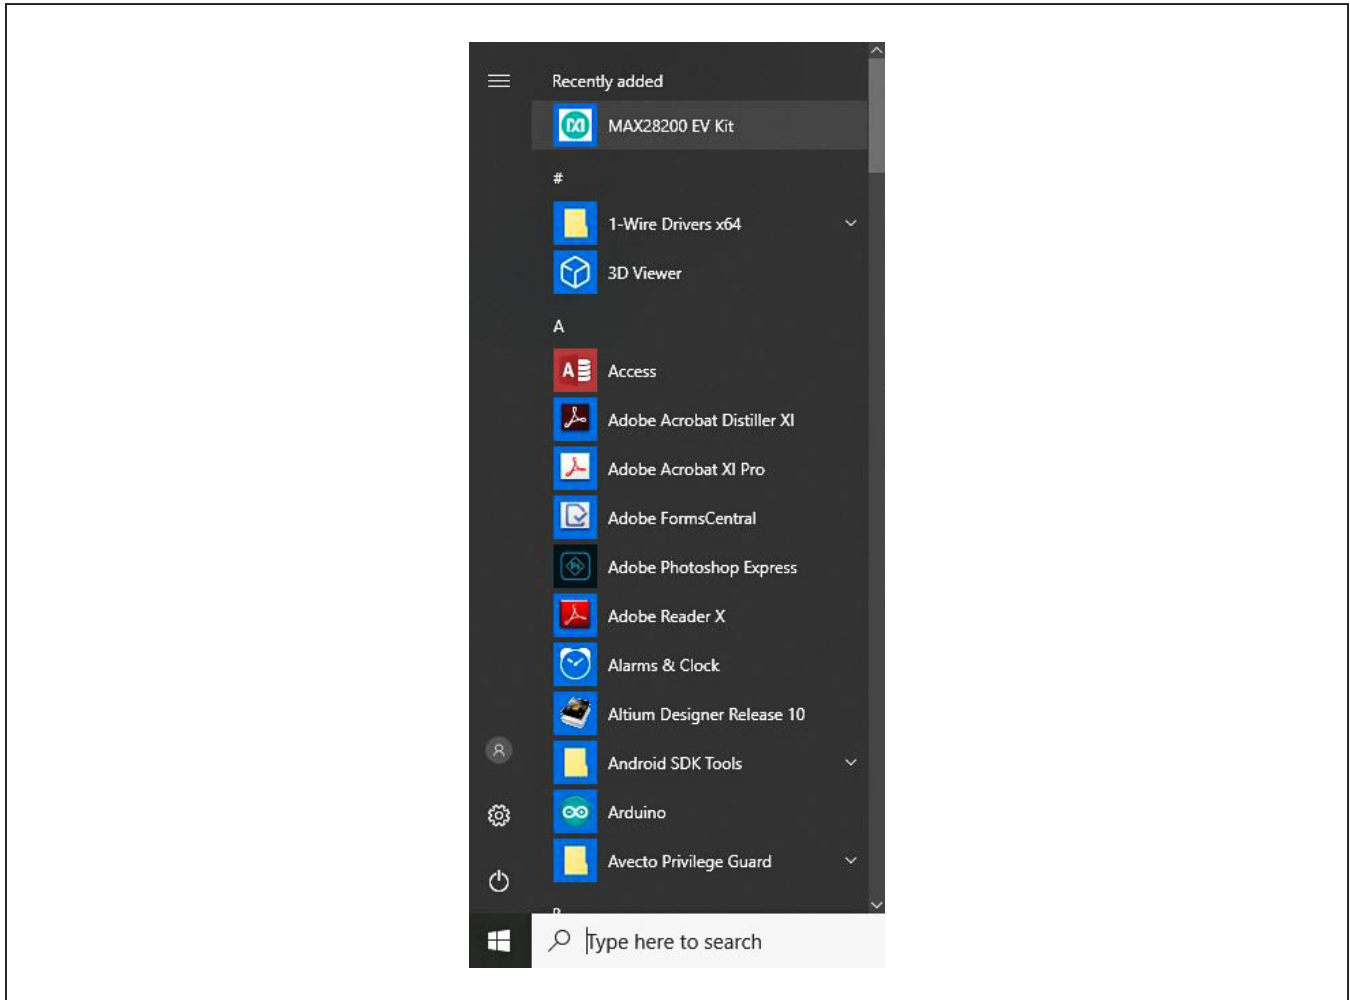 Recently added
MAX28200 EV Kit
#
1-Wire Drivers x64
3D Viewer
A
Access
Adobe Acrobat Distiller XI
Adobe Acrobat XI Pro
Adobe FormsCentral
Adobe Photoshop Express
Adobe Reader X
Alarms & Clock
Altium Designer Release 10
Android SDK Tools
Arduino
Avecto Privilege Guard
Type here to search